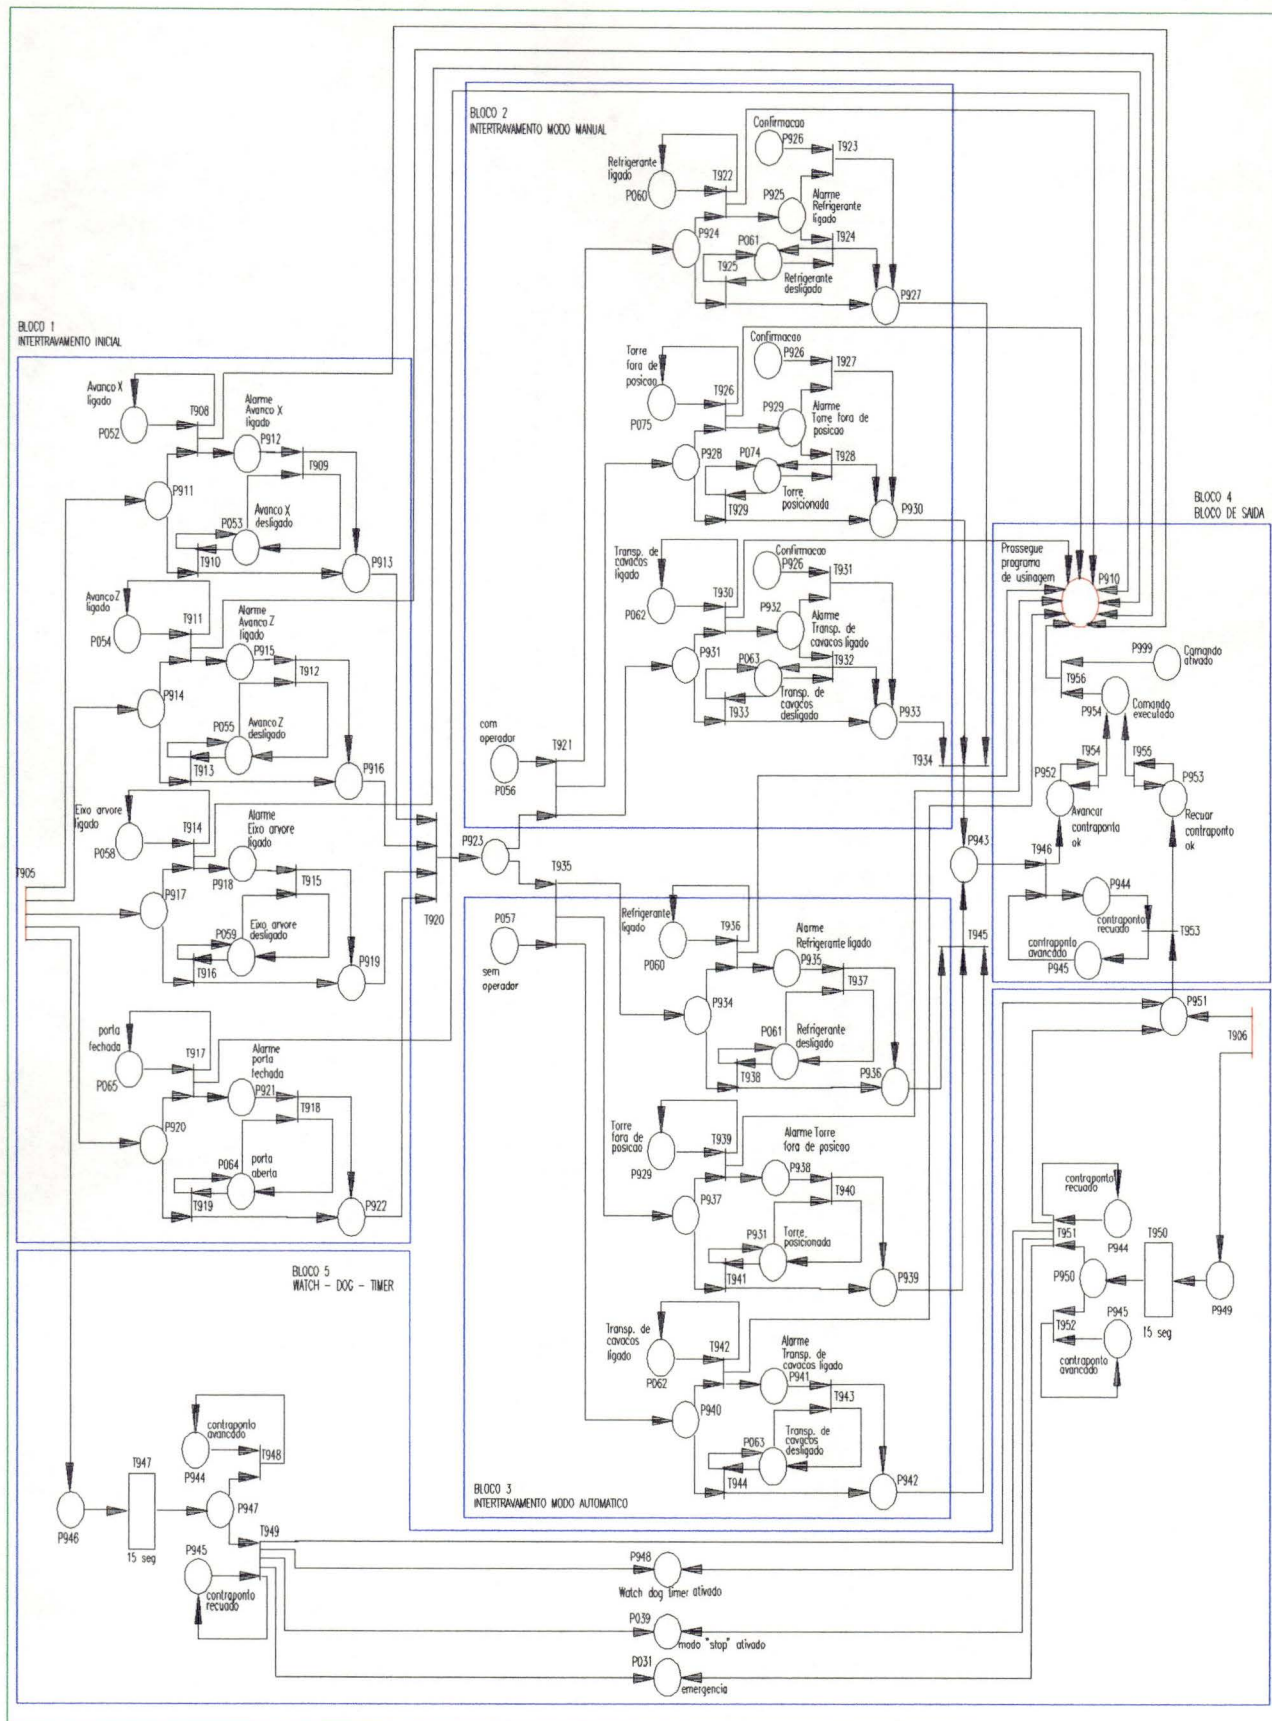 BLOCO 1
INTERTRAVAMENTO INICIAL
Avanco X
ligado
P052
T908
Alarme
Avanco X
ligado
P912
T909
P911
P053
Avanco X
desligado
T910
P913
Avanco Z
ligado
P054
T911
Alarme
Avanco Z
ligado
P915
T912
P914
P055
Avanco Z
desligado
T913
P916
Eixo arvore
ligado
P058
T914
Alarme
Eixo arvore
ligado
P918
T915
T905
P917
P059
Eixo arvore
desligado
T916
P919
T920
porta
fechada
P065
T917
Alarme
porta
fechada
P921
T918
P920
P064
porta
aberta
T919
P922
BLOCO 2
INTERTRAVAMENTO MODO MANUAL
Confirmacao
P926
T923
Refrigerante
ligado
P060
T922
P925
Alarme
Refrigerante
ligado
P924
P061
T924
T925
Refrigerante
desligado
P927
Confirmacao
P926
T927
Torre
fora de
posicao
P075
T926
P929
Alarme
Torre fora de
posicao
P928
P074
T928
T929
Torre
posicionada
P930
Confirmacao
P926
T931
Transp. de
cavacos
ligado
P062
T930
P932
Alarme
Transp. de
cavacos ligado
P931
P063
T932
T933
Transp. de
cavacos
desligado
P933
com
operador
P056
T921
T934
P923
P943
BLOCO 4
BLOCO DE SAIDA
Prossegue
programa
de usinagem
P910
P999
Comando
ativado
T956
P954
Comando
executado
T954
T955
P952
P953
Avancar
contraponta
ok
Recuar
contraponto
ok
T946
P944
contraponto
recuado
T953
contraponto
avancado
P945
T935
P057
sem
operador
Refrigerante
ligado
P060
T936
Alarme
Refrigerante ligado
P935
T937
P934
P061
Refrigerante
desligado
T938
P936
T945
Torre
fora de
posicao
P929
T939
Alarme Torre
fora de posicao
P938
T940
P937
P931
Torre
posicionada
T941
P939
Transp. de
cavacos
ligado
P062
T942
Alarme
Transp. de
cavacos ligado
P941
T943
P940
P063
Transp. de
cavacos
desligado
T944
P942
BLOCO 3
INTERTRAVAMENTO MODO AUTOMATICO
P951
T906
contraponto
recuado
T951
P944
T950
P950
P949
T952
P945
15 seg
contraponto
avancado
BLOCO 5
WATCH - DOG - TIMER
contraponto
avancado
P944
T948
T947
P946
P947
15 seg
T949
P945
contraponto
recuado
P948
Watch dog timer ativado
P039
modo "stop" ativado
P031
emergencia